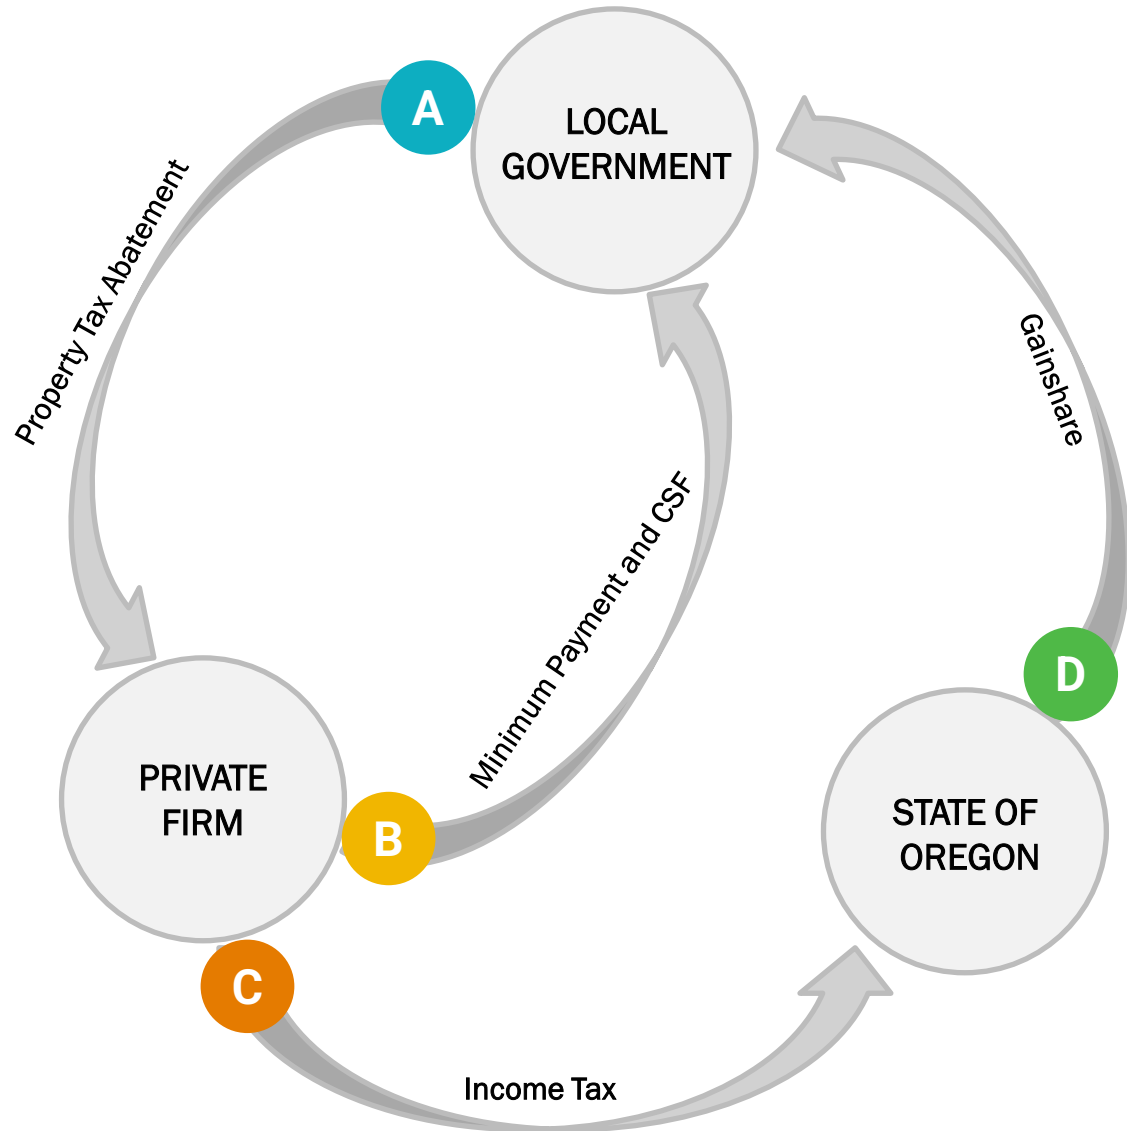 A
LOCAL
GOVERNMENT
Property Tax Abatement
Gainshare
Minimum Payment and CSF
D
PRIVATE
FIRM
B
STATE OF
OREGON
C
Income Tax